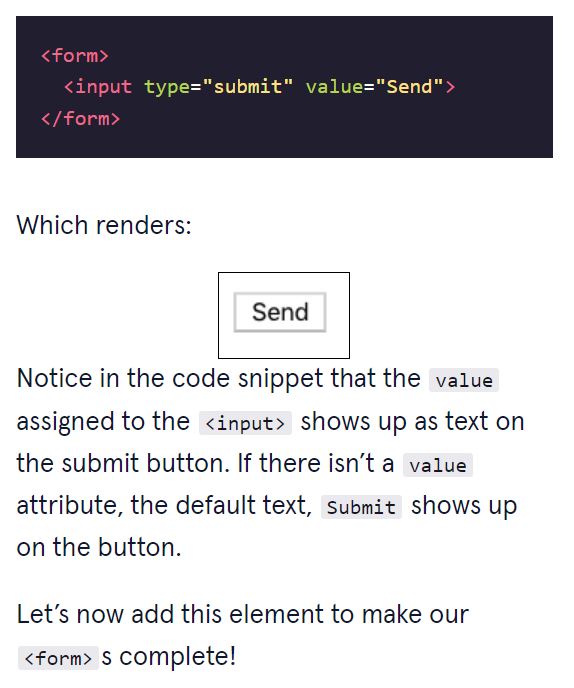 <form>
  <input type="submit" value="Send">
</form>
Which renders:
Send
Notice in the code snippet that the value
assigned to the <input> shows up as text on
the submit button. If there isn’t a value
attribute, the default text, Submit shows up
on the button.
Let’s now add this element to make our
<form>s complete!